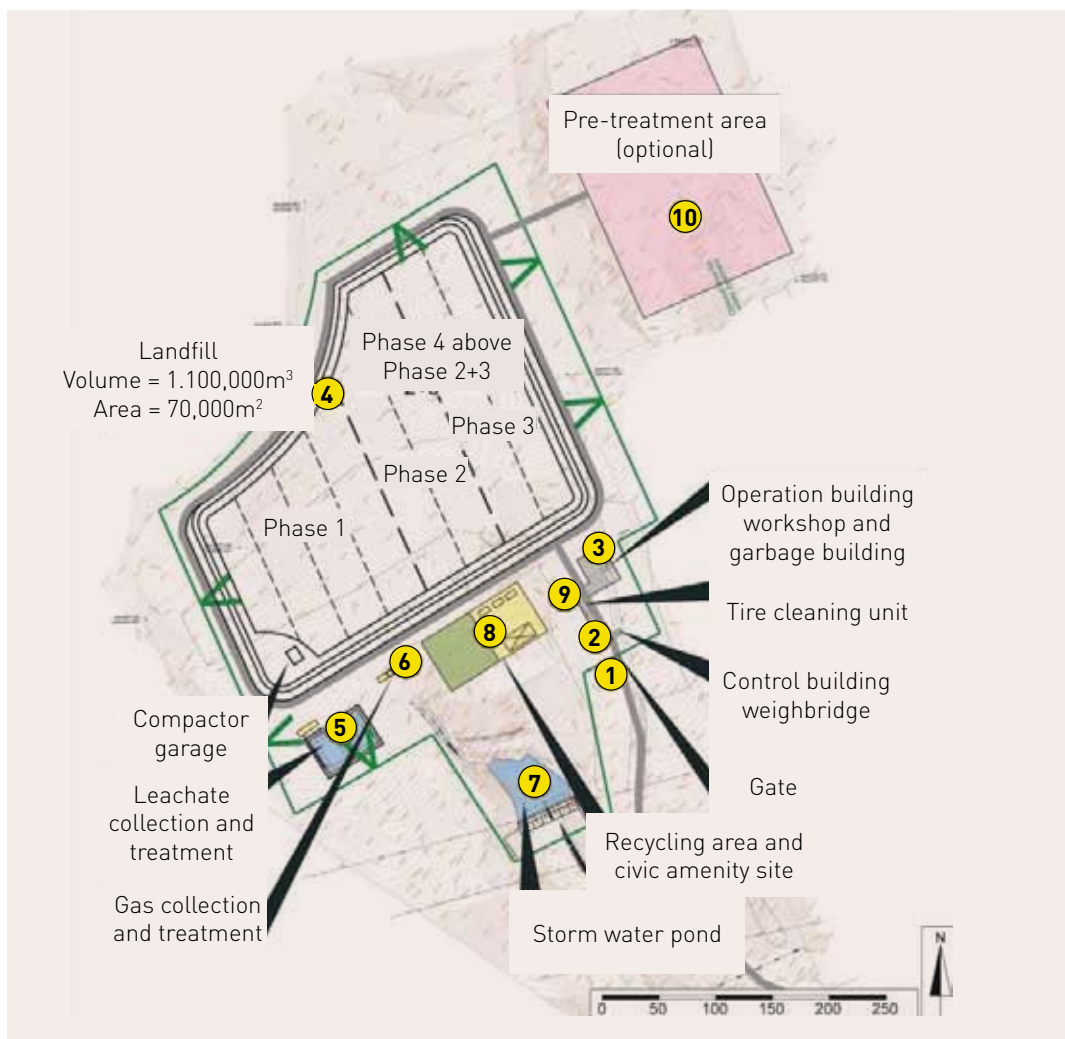 Pre-treatment area
(optional)
10
Landfill
Volume = 1.100,000m³
Area = 70,000m²
4
Phase 4 above
Phase 2+3
Phase 3
Phase 2
Phase 1
Operation building
workshop and
garbage building
3
Tire cleaning unit
9
2
8
6
1
Control building
weighbridge
Compactor
garage
5
Gate
7
Leachate
collection and
treatment
Recycling area and
civic amenity site
Gas collection
and treatment
Storm water pond
N
0 50 100 150 200 250